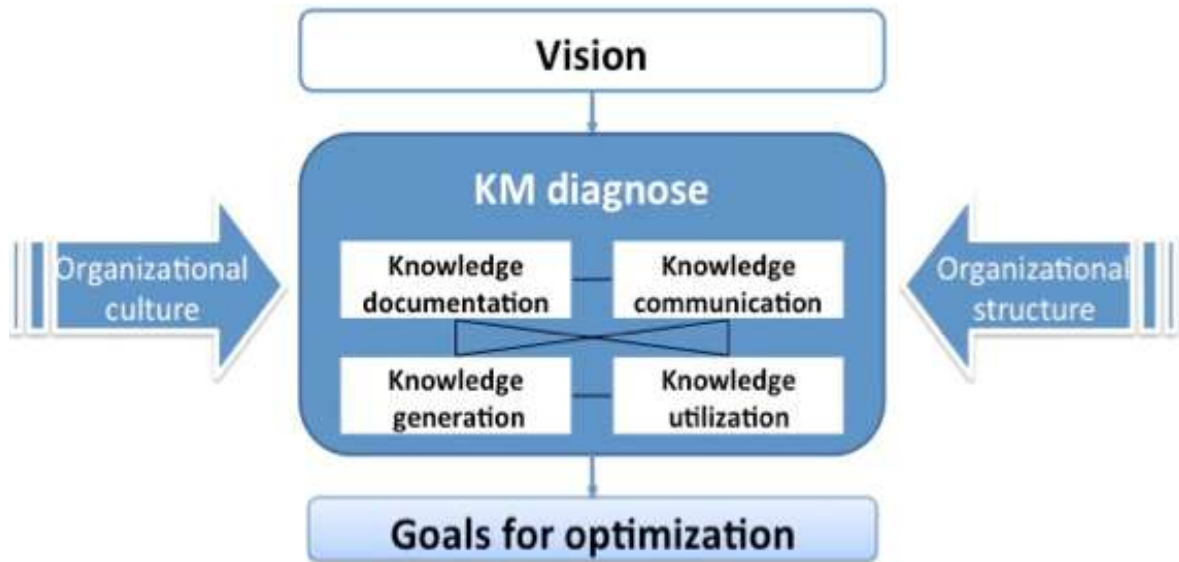 Vision
KM diagnose
Organizational
culture
Knowledge
documentation
Knowledge
communication
Knowledge
generation
Knowledge
utilization
Organizational
structure
Goals for optimization